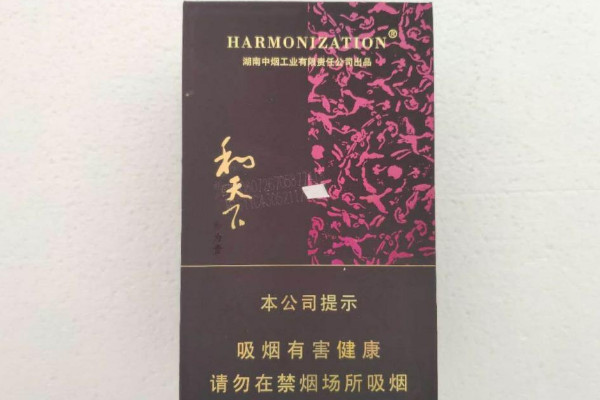 HARMONIZATION®
湖南中烟工业有限责任公司出品
和天下
本公司提示
吸烟有害健康
请勿在禁烟场所吸烟